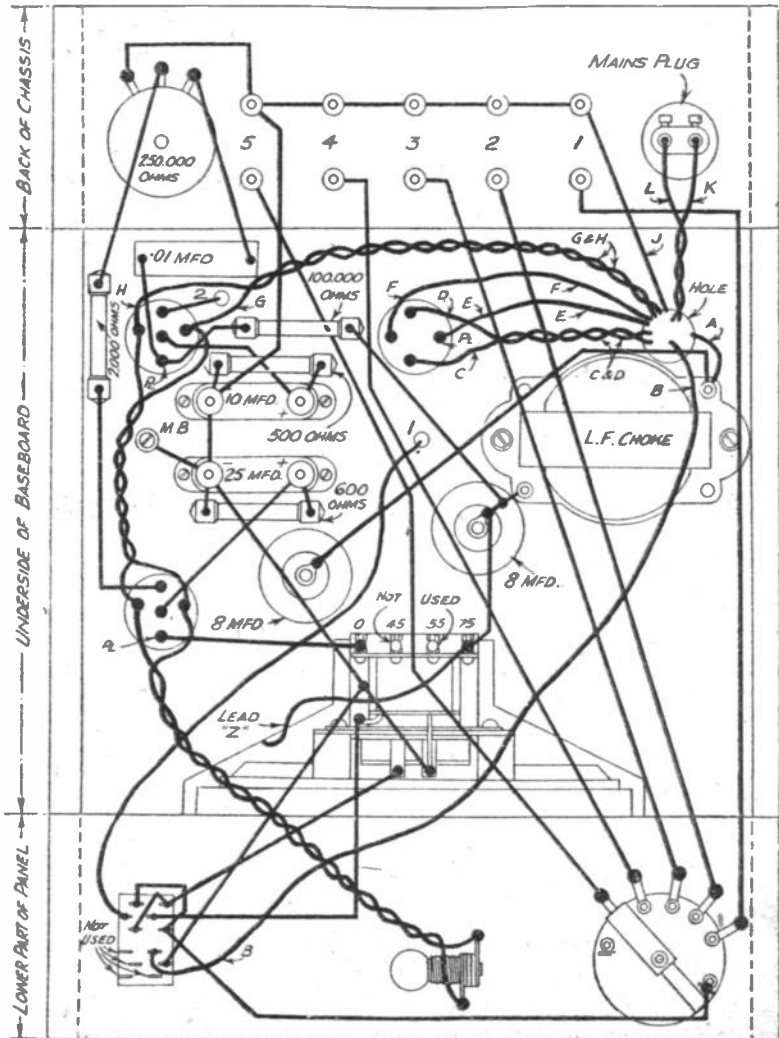 BACK OF CHASSIS
UNDERSIDE OF BASEBOARD
LOWER PART OF PANEL
MAINS PLUG
250.000
OHMS
5
4
3
2
1
L
K
.01 MFD
G&H
J
H
2
G
100.000
OHMS
F
D
E
F
E
HOLE
A
2000 OHMS
PL
PL
C
C&D
B
10 MFD.
+
500 OHMS
MB
1
L.F. CHOKE
-
25 MFD.
+
600
OHMS
8 MFD
8 MFD.
NOT
USED
0
45
55
75
PL
LEAD
"Z"
NOT
USED
B